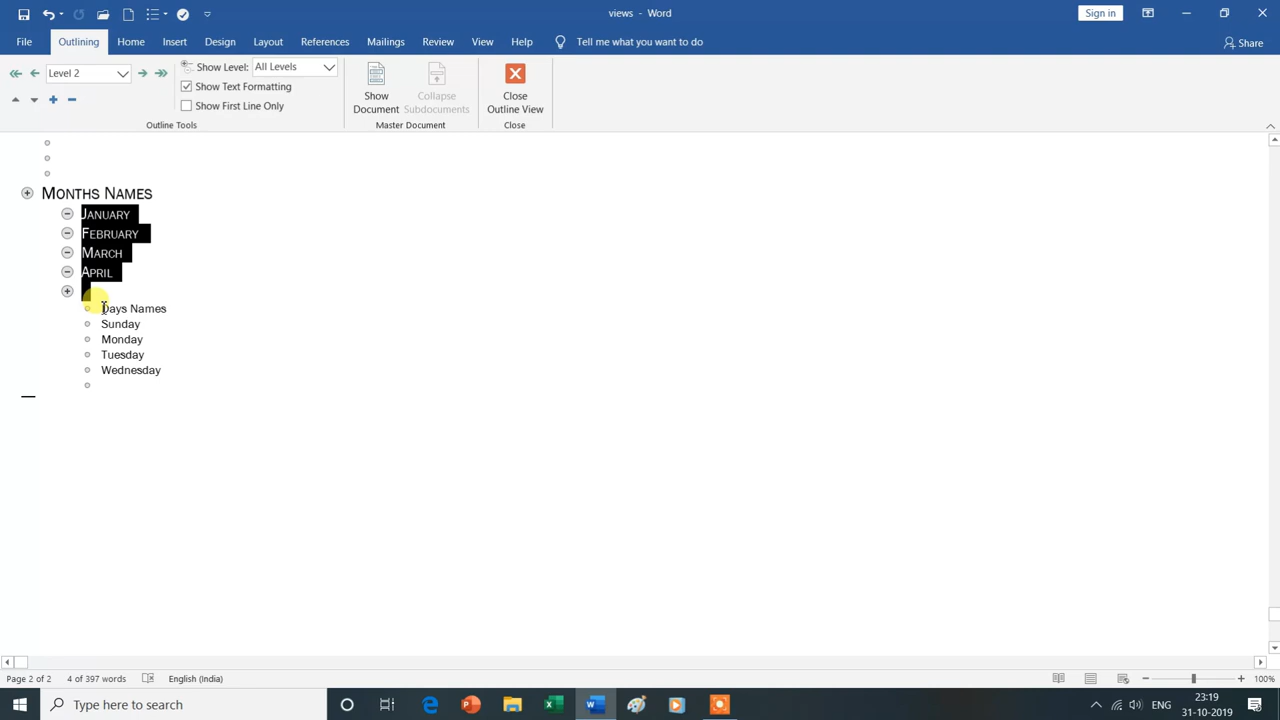 views - Word
Sign in
File Outlining Home Insert Design Layout References Mailings Review View Help Tell me what you want to do Share
Level 2
Show Level: All Levels
Show Text Formatting
Show First Line Only
Outline Tools
Show Document
Collapse Subdocuments
Master Document
Close Outline View
Close
MONTHS NAMES
JANUARY
FEBRUARY
MARCH
APRIL
Days Names
Sunday
Monday
Tuesday
Wednesday
Page 2 of 2 4 of 397 words English (India) 100%
Type here to search
ENG
23:19
31-10-2019